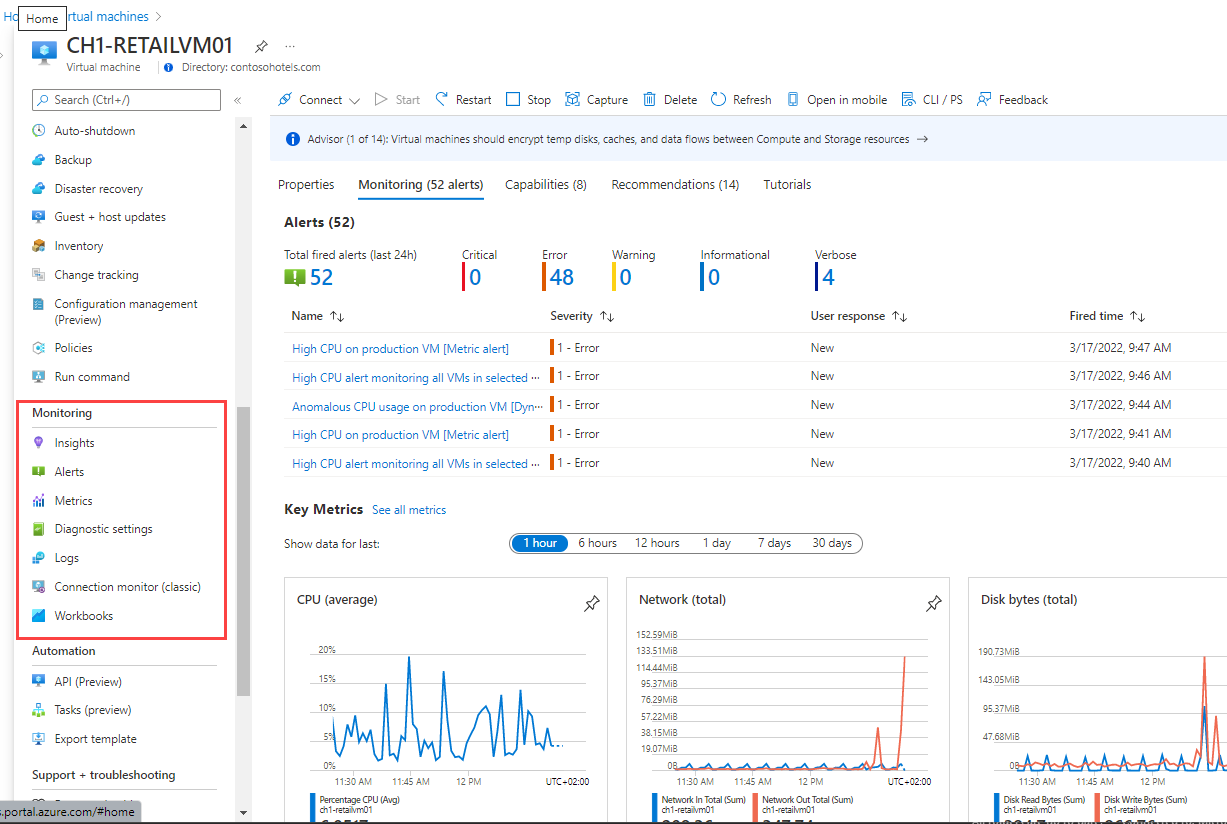 Home
rtual machines
CH1-RETAILVM01
...
Virtual machine
Directory: contosohotels.com
Search (Ctrl+/)
Connect
Start
Restart
Stop
Capture
Delete
Refresh
Open in mobile
CLI / PS
Feedback
Auto-shutdown
Backup
Disaster recovery
Guest + host updates
Inventory
Change tracking
Configuration management
(Preview)
Policies
Run command
Monitoring
Insights
Alerts
Metrics
Diagnostic settings
Logs
Connection monitor (classic)
Workbooks
Automation
API (Preview)
Tasks (preview)
Export template
Support + troubleshooting
s.portal.azure.com/#home
Advisor (1 of 14): Virtual machines should encrypt temp disks, caches, and data flows between Compute and Storage resources →
Properties Monitoring (52 alerts) Capabilities (8) Recommendations (14) Tutorials
Alerts (52)
Total fired alerts (last 24h) Critical Error Warning Informational Verbose
52 0 48 0 0 4
Name ↑↓ Severity ↑↓ User response ↑↓ Fired time ↑↓
High CPU on production VM [Metric alert] 1 - Error New 3/17/2022, 9:47 AM
High CPU alert monitoring all VMs in selected ... 1 - Error New 3/17/2022, 9:46 AM
Anomalous CPU usage on production VM [Dyn... 1 - Error New 3/17/2022, 9:44 AM
High CPU on production VM [Metric alert] 1 - Error New 3/17/2022, 9:41 AM
High CPU alert monitoring all VMs in selected ... 1 - Error New 3/17/2022, 9:40 AM
Key Metrics See all metrics
Show data for last: 1 hour 6 hours 12 hours 1 day 7 days 30 days
CPU (average)
20%
15%
10%
5%
0%
11:30 AM 11:45 AM 12 PM UTC+02:00
Percentage CPU (Avg)
ch1-retailvm01
Network (total)
152.59MiB
133.51MiB
114.44MiB
95.37MiB
76.29MiB
57.22MiB
38.15MiB
19.07MiB
0B
11:30 AM 11:45 AM 12 PM UTC+02:00
Network In Total (Sum) Network Out Total (Sum)
ch1-retailvm01 ch1-retailvm01
Disk bytes (total)
190.73MiB
143.05MiB
95.37MiB
47.68MiB
0B
11:30 AM 11:45 AM 12 PM
Disk Read Bytes (Sum) Disk Write Bytes (Sum)
ch1-retailvm01 ch1-retailvm01